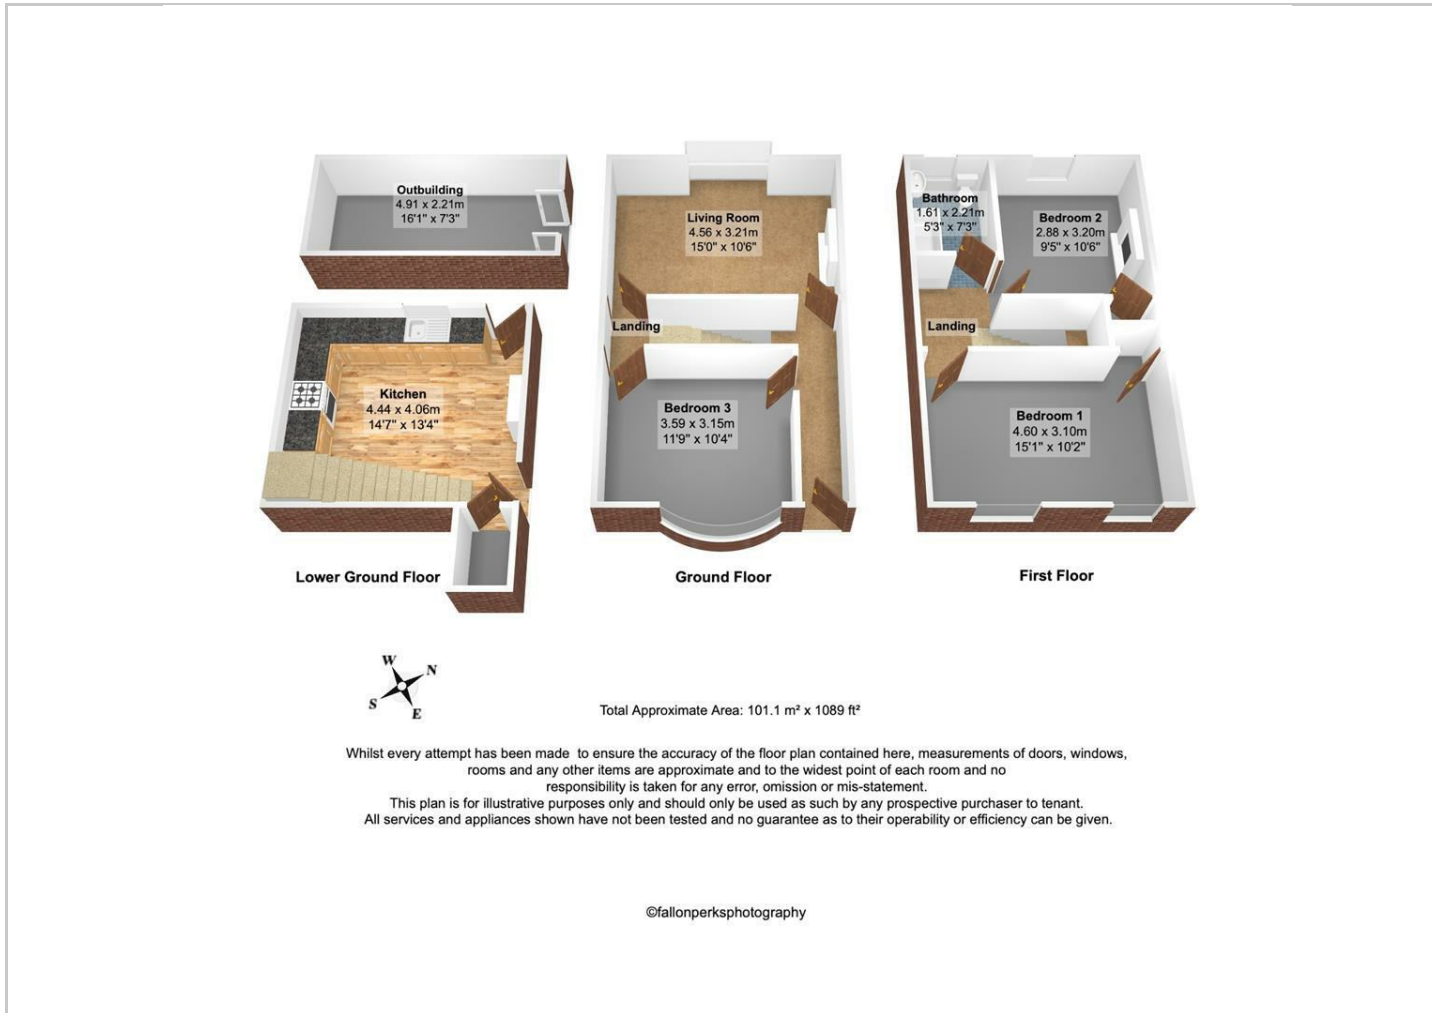 Outbuilding
4.91 x 2.21m
16'1" x 7'3"
Living Room
4.56 x 3.21m
15'0" x 10'6"
Bathroom
1.61 x 2.21m
5'3" x 7'3"
Bedroom 2
2.88 x 3.20m
9'5" x 10'6"
Landing
Landing
Kitchen
4.44 x 4.06m
14'7" x 13'4"
Bedroom 3
3.59 x 3.15m
11'9" x 10'4"
Bedroom 1
4.60 x 3.10m
15'1" x 10'2"
Lower Ground Floor
Ground Floor
First Floor
W
N
S
E
Total Approximate Area: 101.1 m² x 1089 ft²
Whilst every attempt has been made to ensure the accuracy of the floor plan contained here, measurements of doors, windows,
rooms and any other items are approximate and to the widest point of each room and no
responsibility is taken for any error, omission or mis-statement.
This plan is for illustrative purposes only and should only be used as such by any prospective purchaser to tenant.
All services and appliances shown have not been tested and no guarantee as to their operability or efficiency can be given.
©fallonperksphotography